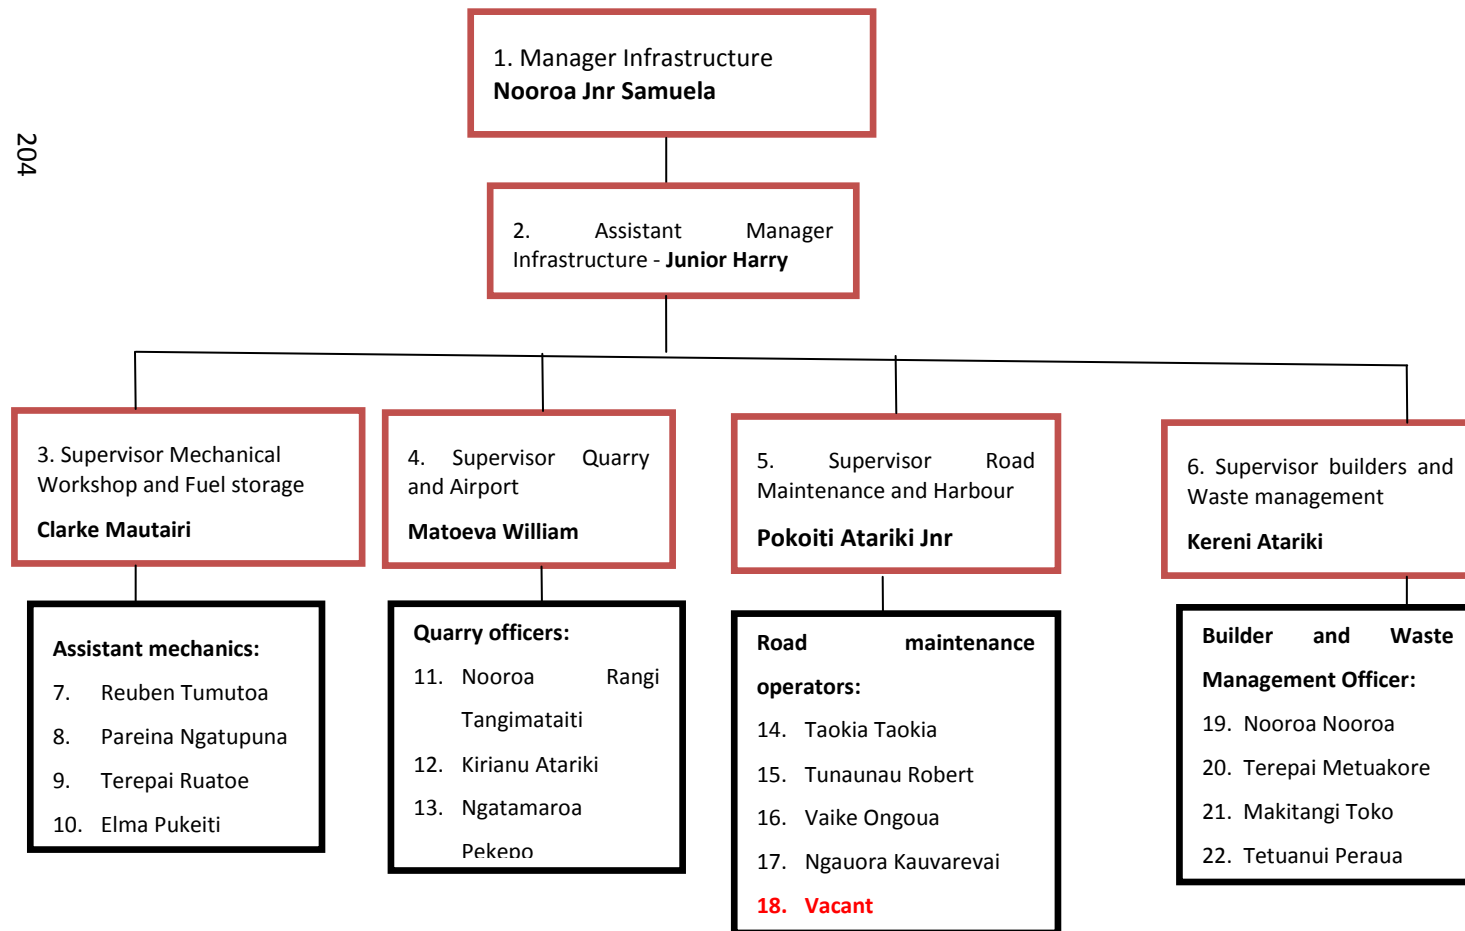 204
1. Manager Infrastructure
Nooroa Jnr Samuela
2. Assistant Manager
Infrastructure - Junior Harry
3. Supervisor Mechanical
Workshop and Fuel storage
Clarke Mautairi
4. Supervisor Quarry
and Airport
Matoeva William
5. Supervisor Road
Maintenance and Harbour
Pokoiti Atariki Jnr
6. Supervisor builders and
Waste management
Kereni Atariki
Assistant mechanics:
7. Reuben Tumutoa
8. Pareina Ngatupuna
9. Terepai Ruatoe
10. Elma Pukeiti
Quarry officers:
11. Nooroa Rangi
Tangimataiti
12. Kirianu Atariki
13. Ngatamaroa
Pekepo
Road maintenance
operators:
14. Taokia Taokia
15. Tunaunau Robert
16. Vaike Ongoua
17. Ngauora Kauvarevai
18. Vacant
Builder and Waste
Management Officer:
19. Nooroa Nooroa
20. Terepai Metuakore
21. Makitangi Toko
22. Tetuanui Peraua